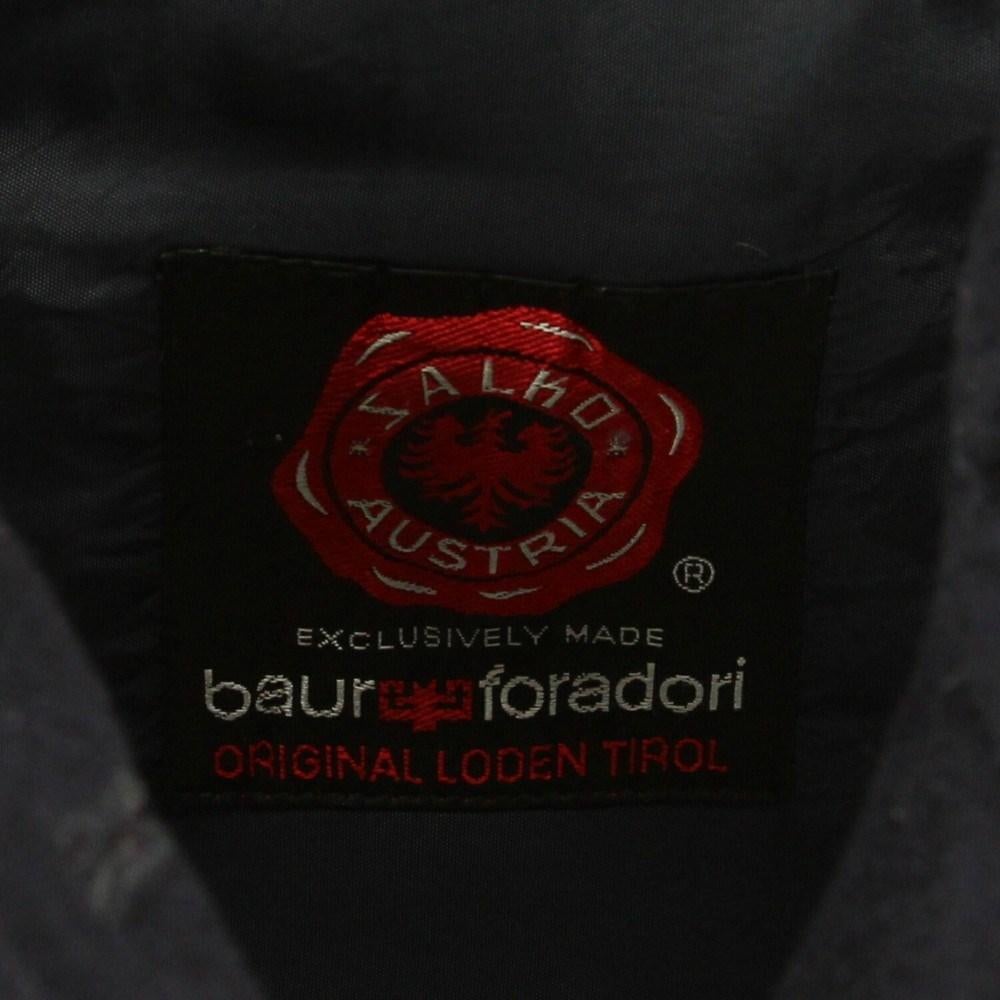 SALKO
AUSTRIA
®
EXCLUSIVELY MADE
baur foradori
ORIGINAL LODEN TIROL